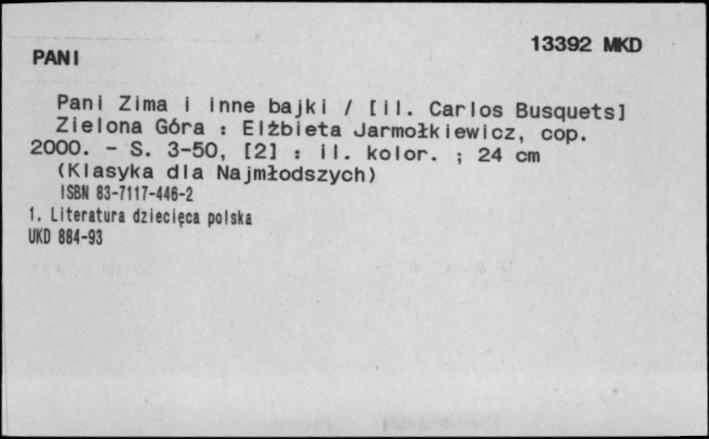 13392 MKD
PANI
Pani Zima i inne bajki / [il. Carlos Busquets]
Zielona Góra : Elżbieta Jarmołkiewicz, cop.
2000. - S. 3-50, [2] : il. kolor. ; 24 cm
(Klasyka dla Najmłodszych)
ISBN 83-7117-446-2
1. Literatura dziecięca polska
UKD 884-93